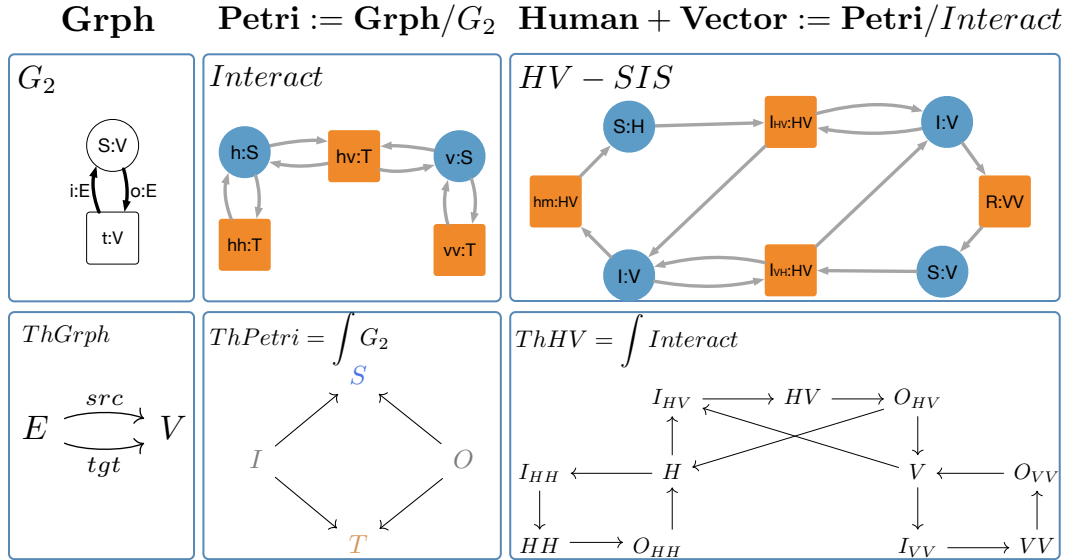 Grph
Petri := Grph/G₂
Human + Vector := Petri/Interact
G₂
S:V
i:E
o:E
t:V
Interact
h:S
hv:T
v:S
hh:T
vv:T
HV − SIS
S:H
I_HV:HV
I:V
hm:HV
R:VV
I:V
I_VH:HV
S:V
ThGrph
E
src
V
tgt
ThPetri = ∫ G₂
S
I
O
T
ThHV = ∫ Interact
I_HV
HV
O_HV
I_HH
H
V
O_VV
HH
O_HH
I_VV
VV